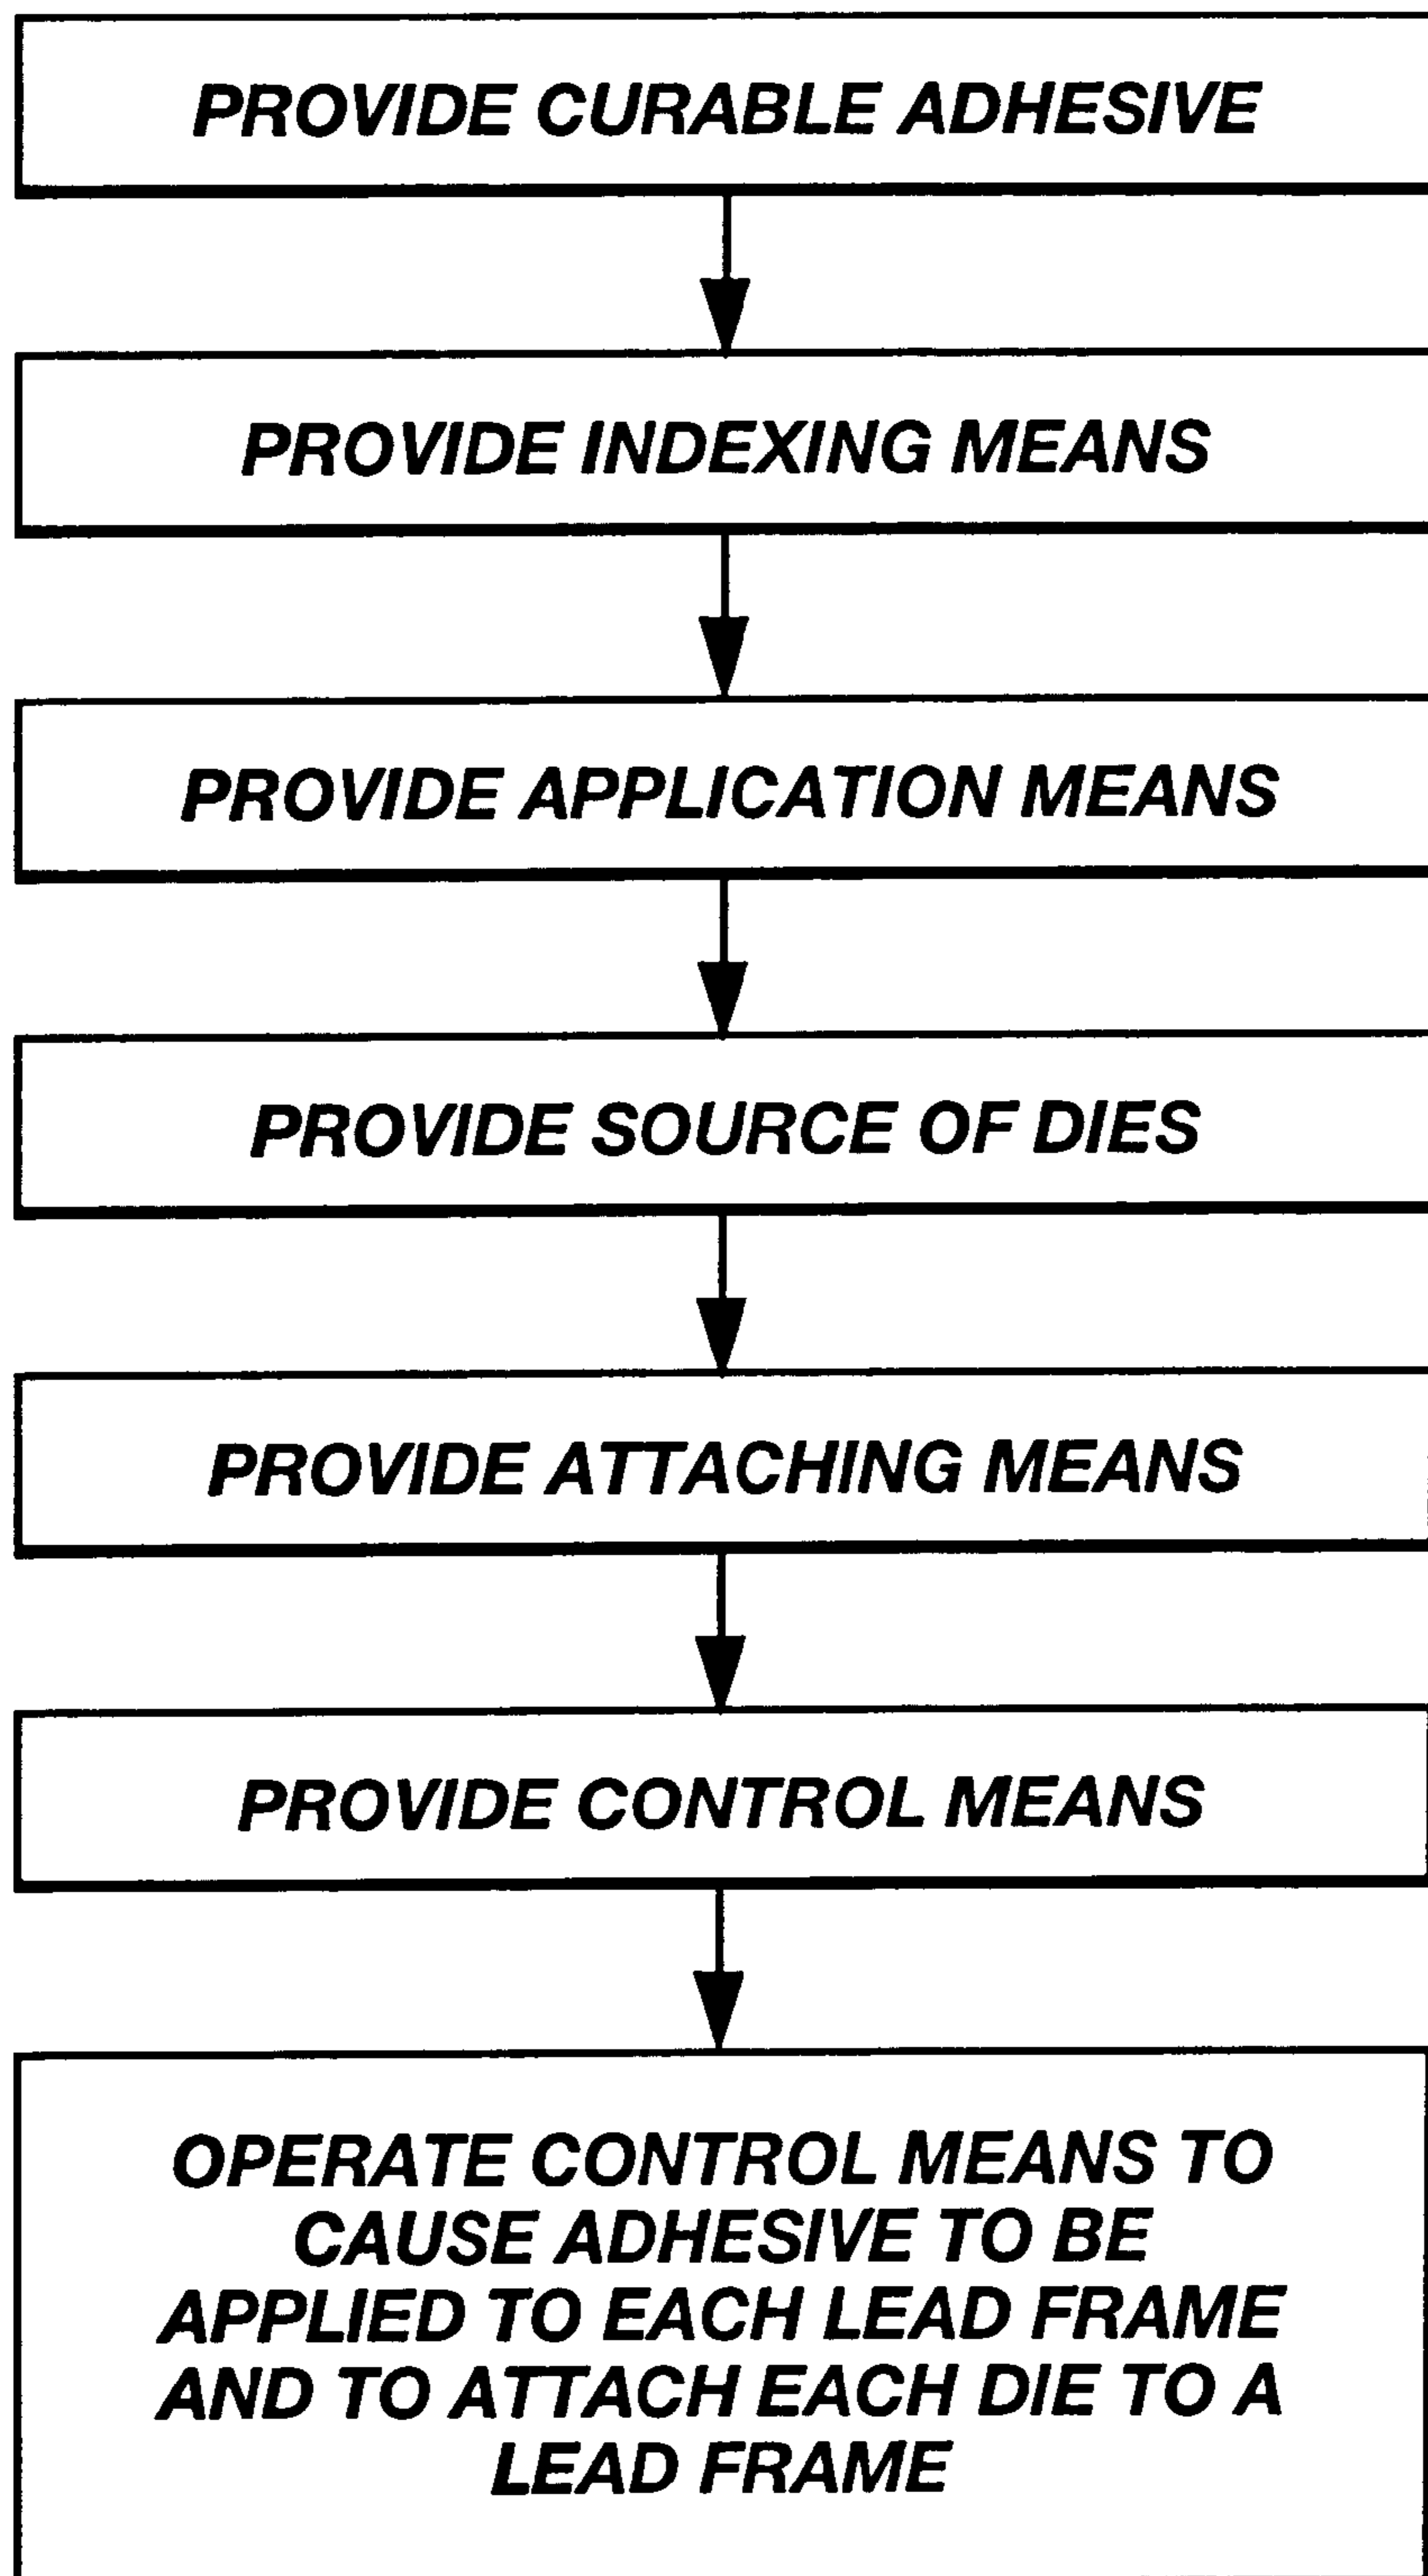 PROVIDE CURABLE ADHESIVE
PROVIDE INDEXING MEANS
PROVIDE APPLICATION MEANS
PROVIDE SOURCE OF DIES
PROVIDE ATTACHING MEANS
PROVIDE CONTROL MEANS
OPERATE CONTROL MEANS TO
CAUSE ADHESIVE TO BE
APPLIED TO EACH LEAD FRAME
AND TO ATTACH EACH DIE TO A
LEAD FRAME